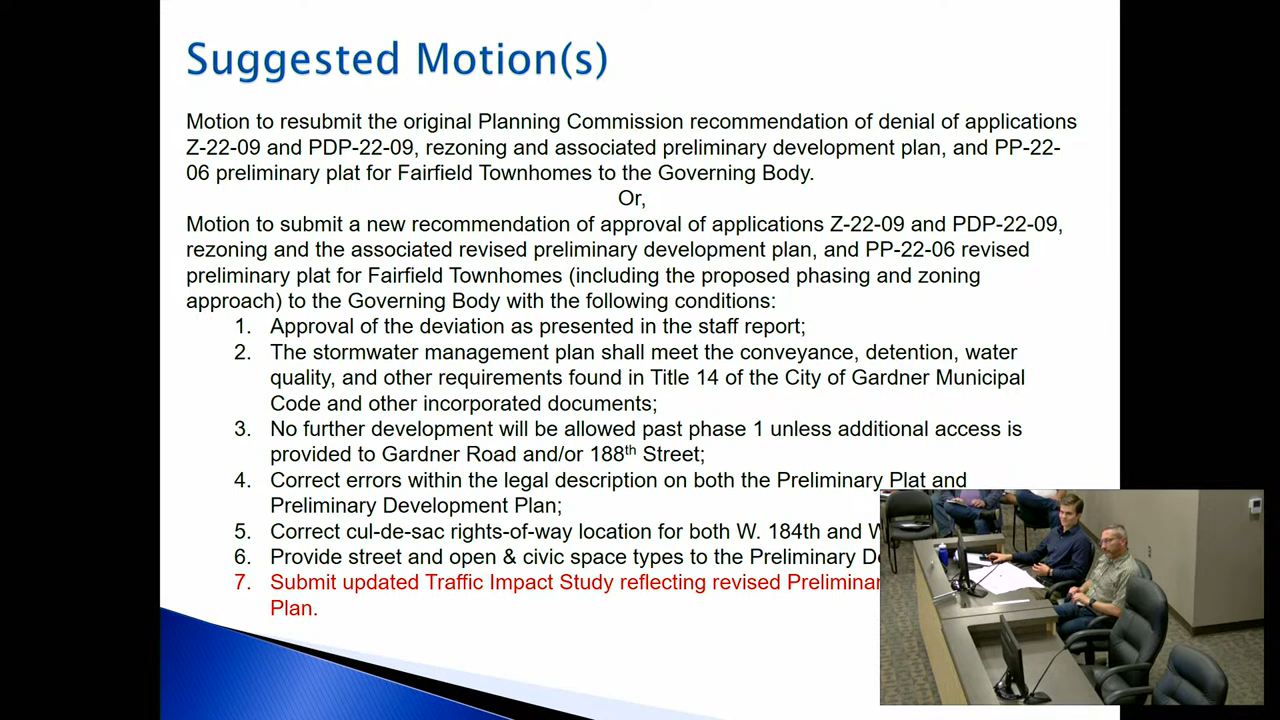 Suggested Motion(s)
Motion to resubmit the original Planning Commission recommendation of denial of applications
Z-22-09 and PDP-22-09, rezoning and associated preliminary development plan, and PP-22-
06 preliminary plat for Fairfield Townhomes to the Governing Body.
Or,
Motion to submit a new recommendation of approval of applications Z-22-09 and PDP-22-09,
rezoning and the associated revised preliminary development plan, and PP-22-06 revised
preliminary plat for Fairfield Townhomes (including the proposed phasing and zoning
approach) to the Governing Body with the following conditions:
1. Approval of the deviation as presented in the staff report;
2. The stormwater management plan shall meet the conveyance, detention, water
quality, and other requirements found in Title 14 of the City of Gardner Municipal
Code and other incorporated documents;
3. No further development will be allowed past phase 1 unless additional access is
provided to Gardner Road and/or 188th Street;
4. Correct errors within the legal description on both the Preliminary Plat and
Preliminary Development Plan;
5. Correct cul-de-sac rights-of-way location for both W. 184th and
6. Provide street and open & civic space types to the Preliminary
7. Submit updated Traffic Impact Study reflecting revised
Plan.